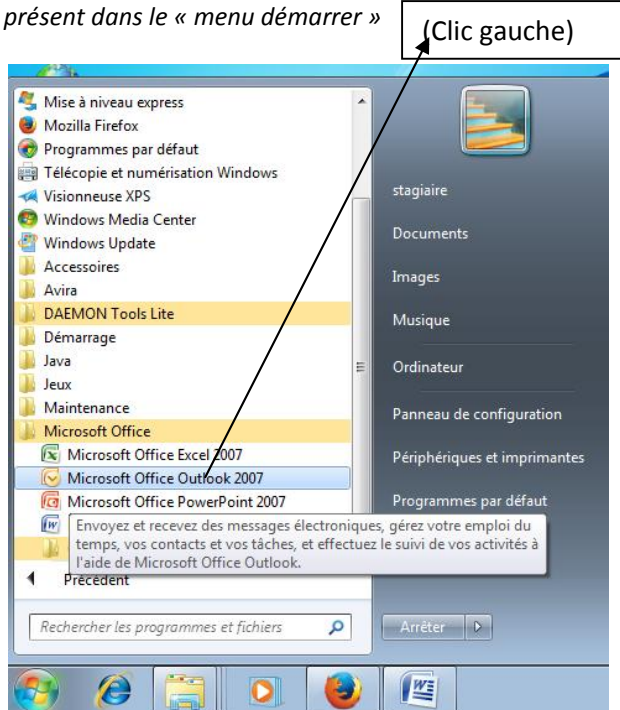 présent dans le « menu démarrer »
(Clic gauche)
Mise à niveau express
Mozilla Firefox
Programmes par défaut
Télécopie et numérisation Windows
Visionneuse XPS
Windows Media Center
Windows Update
Accessoires
Avira
DAEMON Tools Lite
Démarrage
Java
Jeux
Maintenance
Microsoft Office
Microsoft Office Excel 2007
Microsoft Office Outlook 2007
Microsoft Office PowerPoint 2007
Envoyez et recevez des messages électroniques, gérez votre emploi du
temps, vos contacts et vos tâches, et effectuez le suivi de vos activités à
l'aide de Microsoft Office Outlook.
Précédent
Rechercher les programmes et fichiers
stagiaire
Documents
Images
Musique
Ordinateur
Panneau de configuration
Périphériques et imprimantes
Programmes par défaut
Arrêter